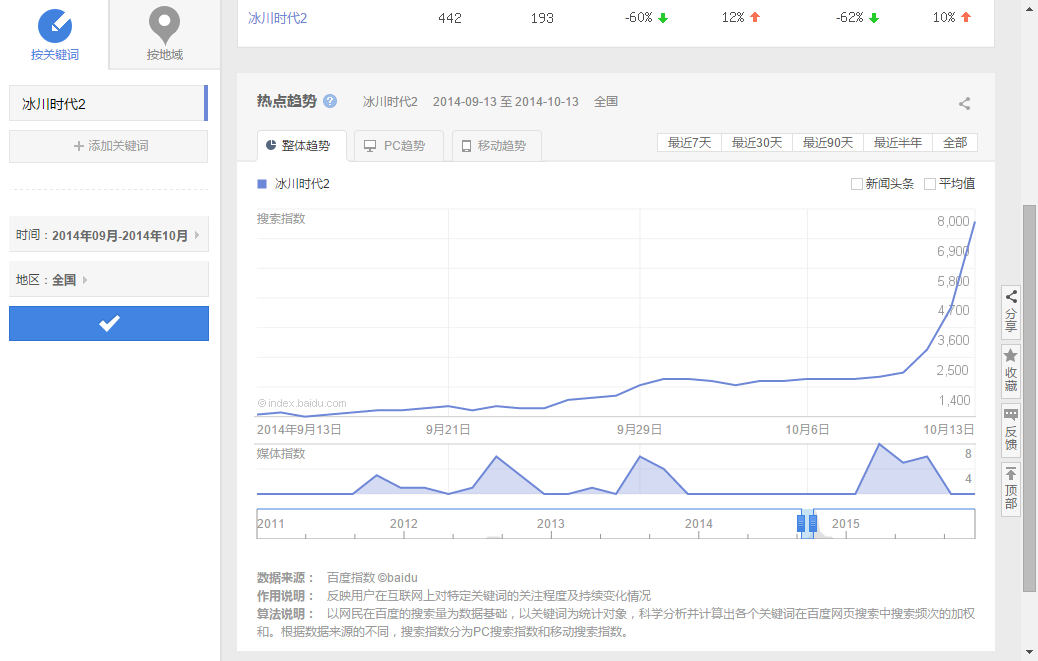 按关键词
按地域
冰川时代2 442 193 -60% 12% -62% 10%
冰川时代2
+ 添加关键词
时间：2014年09月-2014年10月
地区：全国
热点趋势 ? 冰川时代2 2014-09-13 至 2014-10-13 全国
整体趋势 PC趋势 移动趋势 最近7天 最近30天 最近90天 最近半年 全部
冰川时代2 新闻头条 平均值
搜索指数
8,000
6,900
5,800
4,700
3,600
2,500
1,400
© index.baidu.com
2014年9月13日 9月21日 9月29日 10月6日 10月13日
媒体指数
8
4
2011 2012 2013 2014 2015
数据来源： 百度指数 ©baidu
作用说明： 反映用户在互联网上对特定关键词的关注程度及持续变化情况
算法说明： 以网民在百度的搜索量为数据基础，以关键词为统计对象，科学分析并计算出各个关键词在百度网页搜索中搜索频次的加权
和。根据数据来源的不同，搜索指数分为PC搜索指数和移动搜索指数。
分享
收藏
反馈
顶部